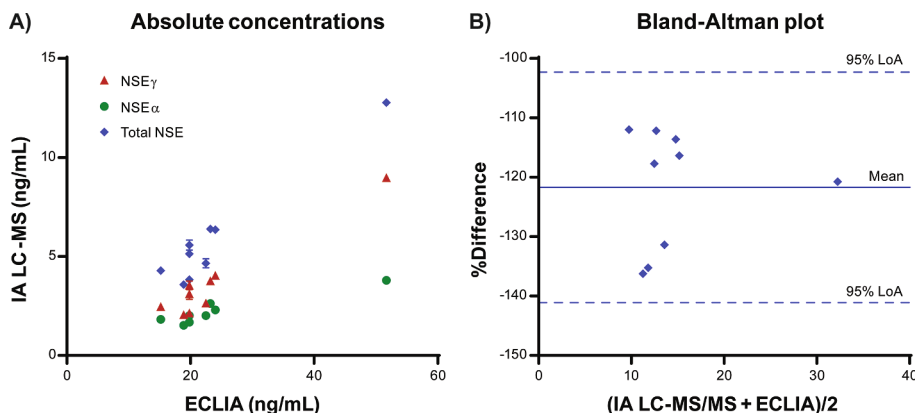 A) Absolute concentrations
IA LC-MS (ng/mL)
15
10
5
0
NSEγ
NSEα
Total NSE
0 20 40 60
ECLIA (ng/mL)
B) Bland-Altman plot
%Difference
-100
-110
-120
-130
-140
-150
95% LoA
Mean
95% LoA
0 10 20 30 40
(IA LC-MS/MS + ECLIA)/2